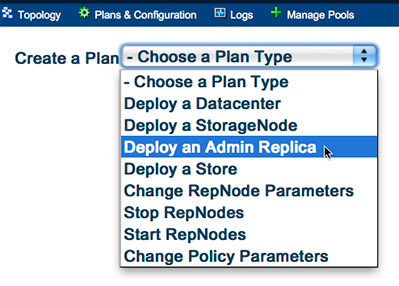 Topology Plans & Configuration Logs Manage Pools
Create a Plan - Choose a Plan Type
- Choose a Plan Type
Deploy a Datacenter
Deploy a StorageNode
Deploy an Admin Replica
Deploy a Store
Change RepNode Parameters
Stop RepNodes
Start RepNodes
Change Policy Parameters